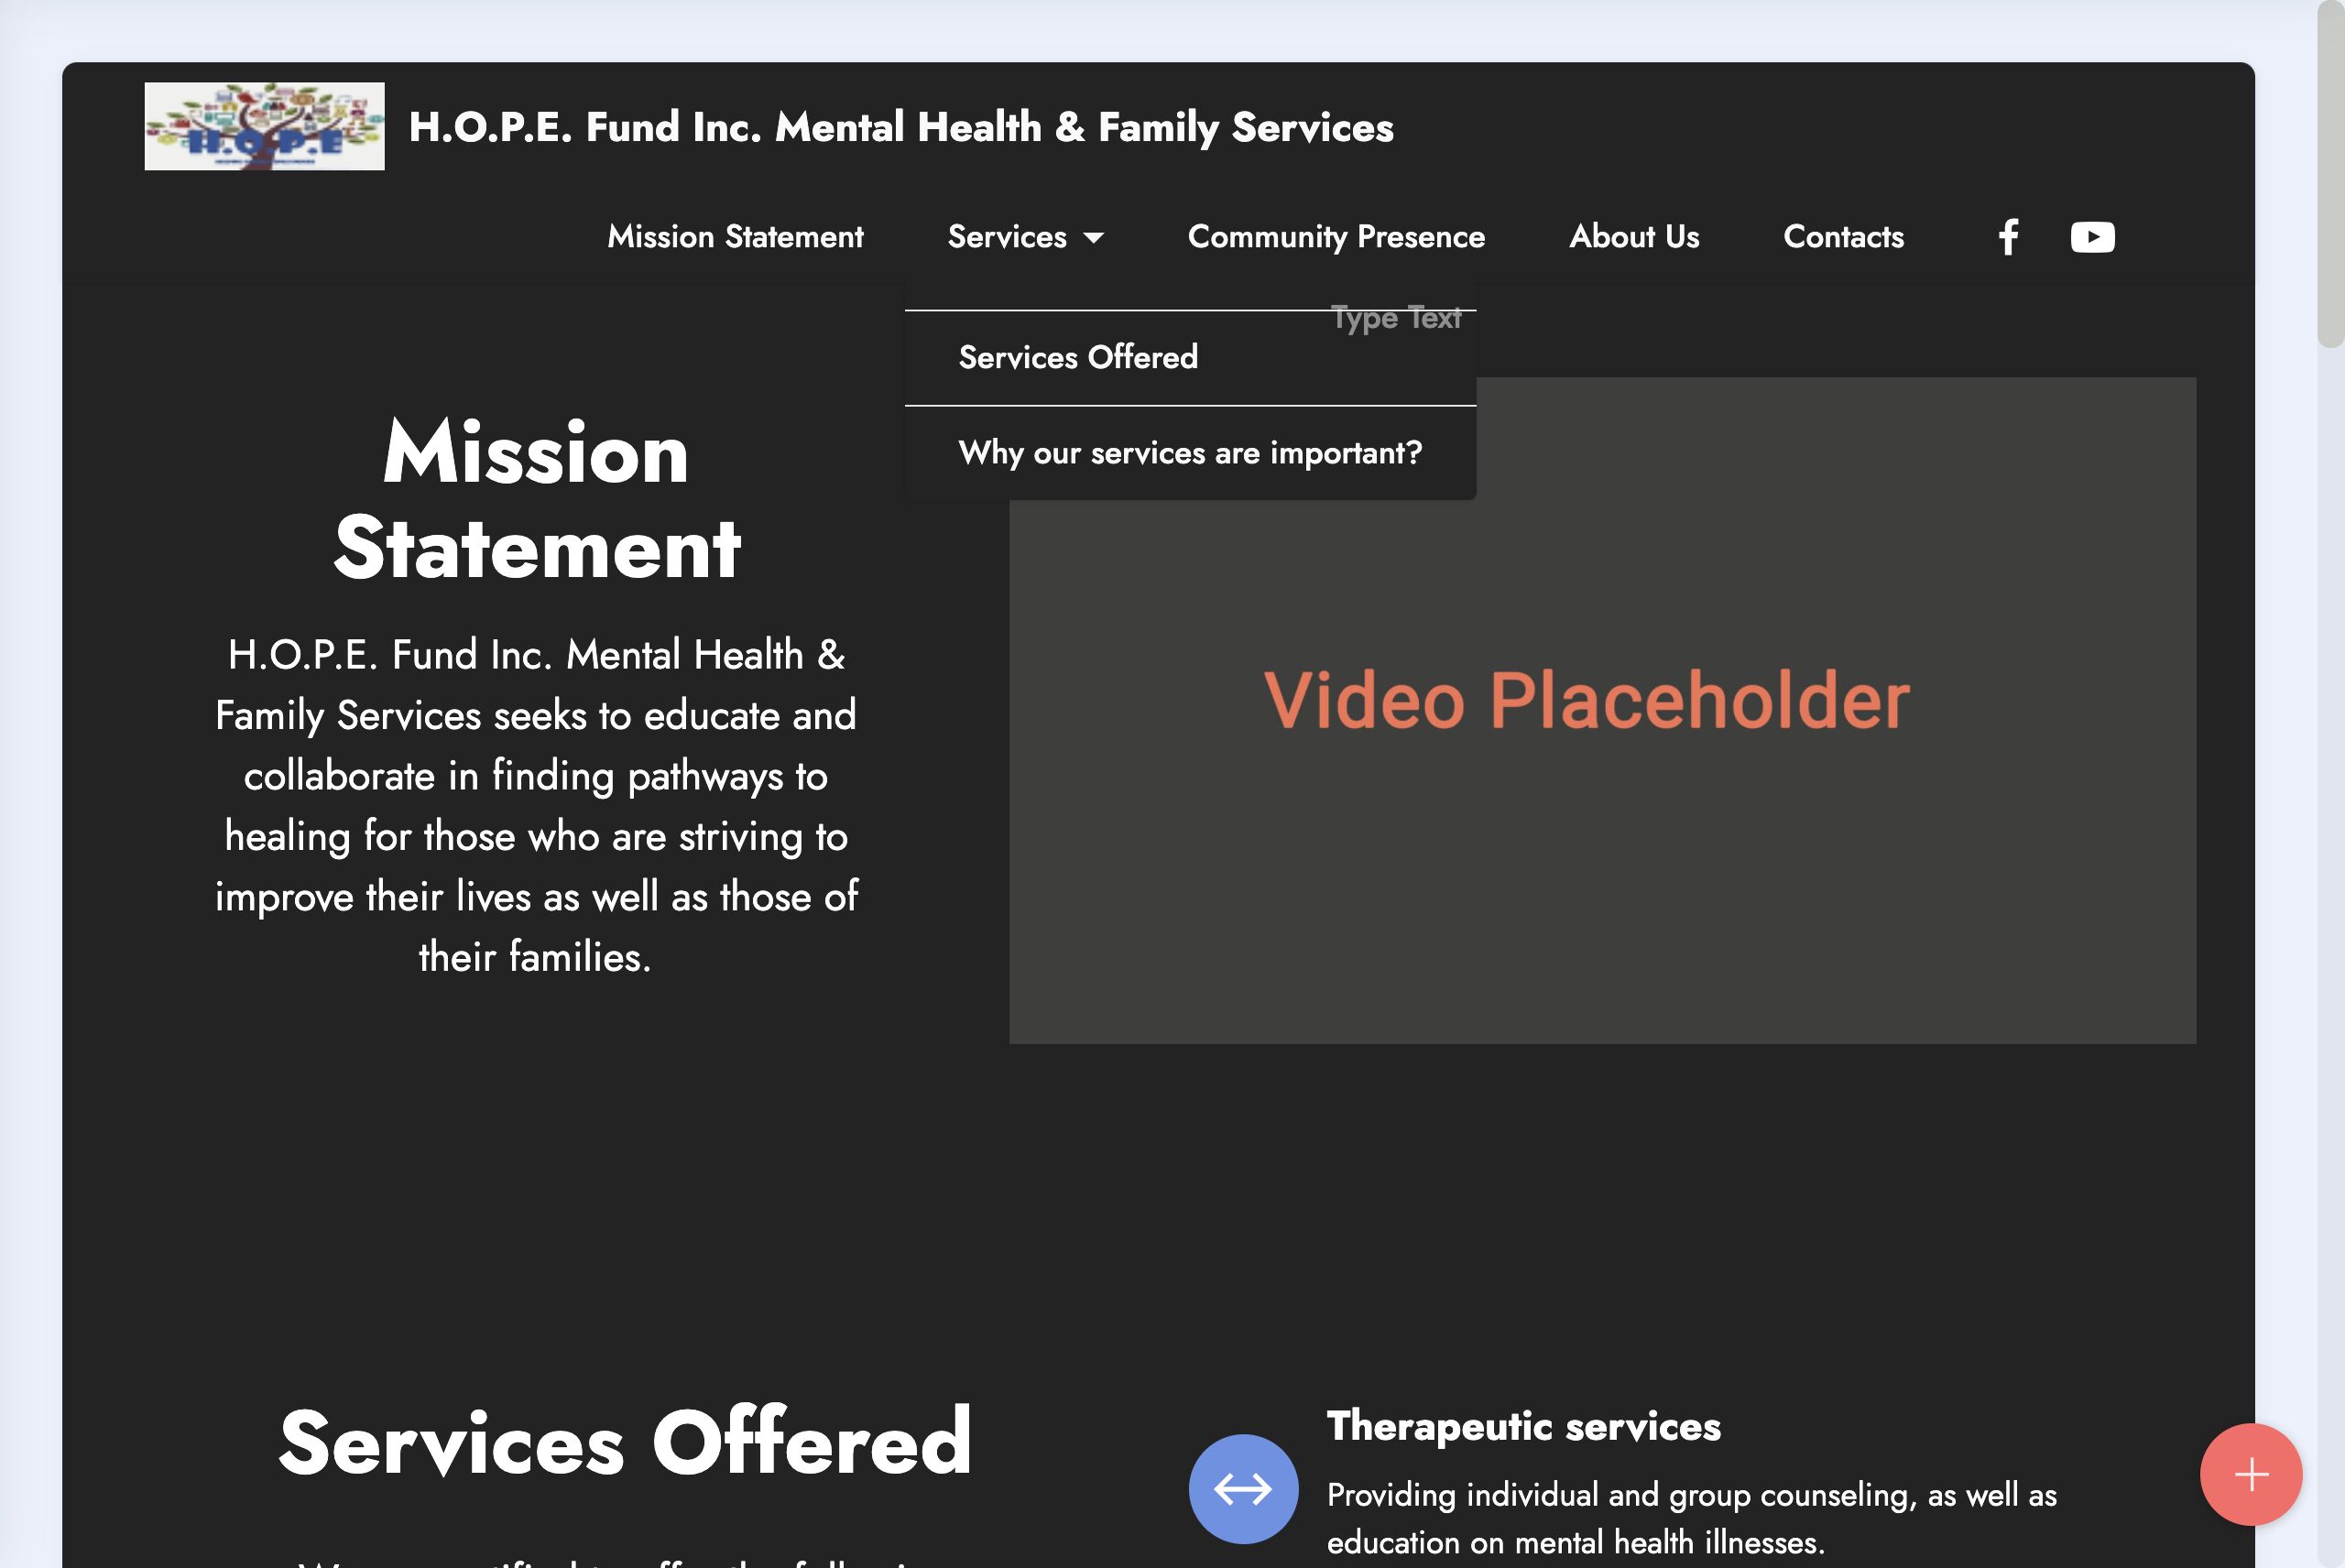 H.O.P.E
H.O.P.E. Fund Inc. Mental Health & Family Services
Mission Statement
Services
Community Presence
About Us
Contacts
Type Text
Services Offered
Why our services are important?
Mission
Statement
H.O.P.E. Fund Inc. Mental Health &
Family Services seeks to educate and
collaborate in finding pathways to
healing for those who are striving to
improve their lives as well as those of
their families.
Video Placeholder
Services Offered
Therapeutic services
Providing individual and group counseling, as well as
education on mental health illnesses.